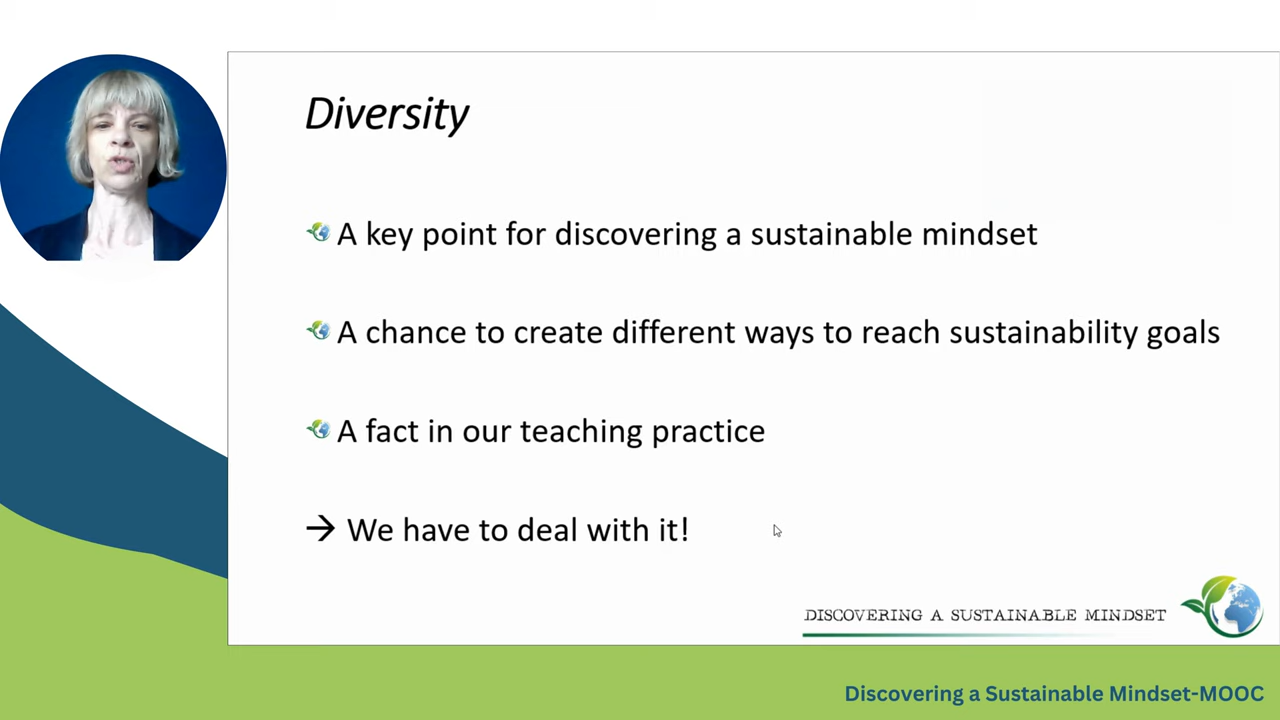 Diversity
A key point for discovering a sustainable mindset
A chance to create different ways to reach sustainability goals
A fact in our teaching practice
→ We have to deal with it!
DISCOVERING A SUSTAINABLE MINDSET
Discovering a Sustainable Mindset-MOOC